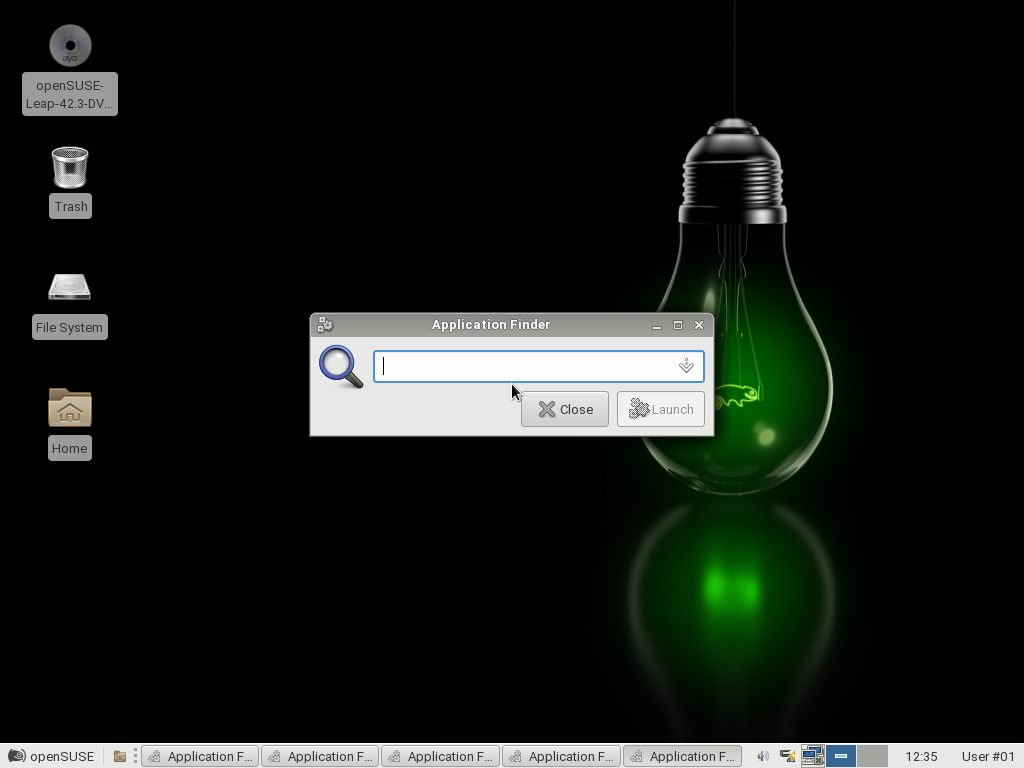 openSUSE-
Leap-42.3-DV...
Trash
File System
Home
Application Finder
Close
Launch
openSUSE
Application F...
Application F...
Application F...
Application F...
Application F...
12:35
User #01